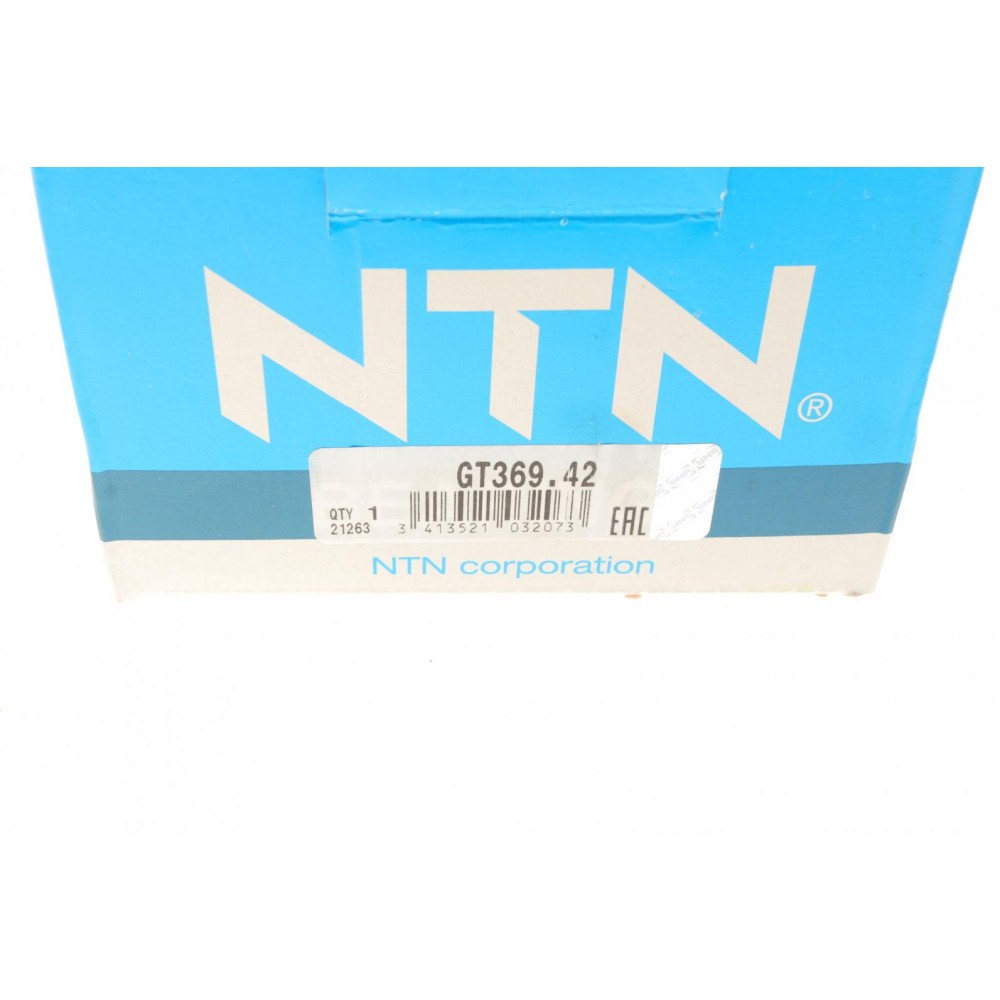 NTN®
GT369.42
QTY 1
21263
3 413521 032073
EAC
NTN corporation